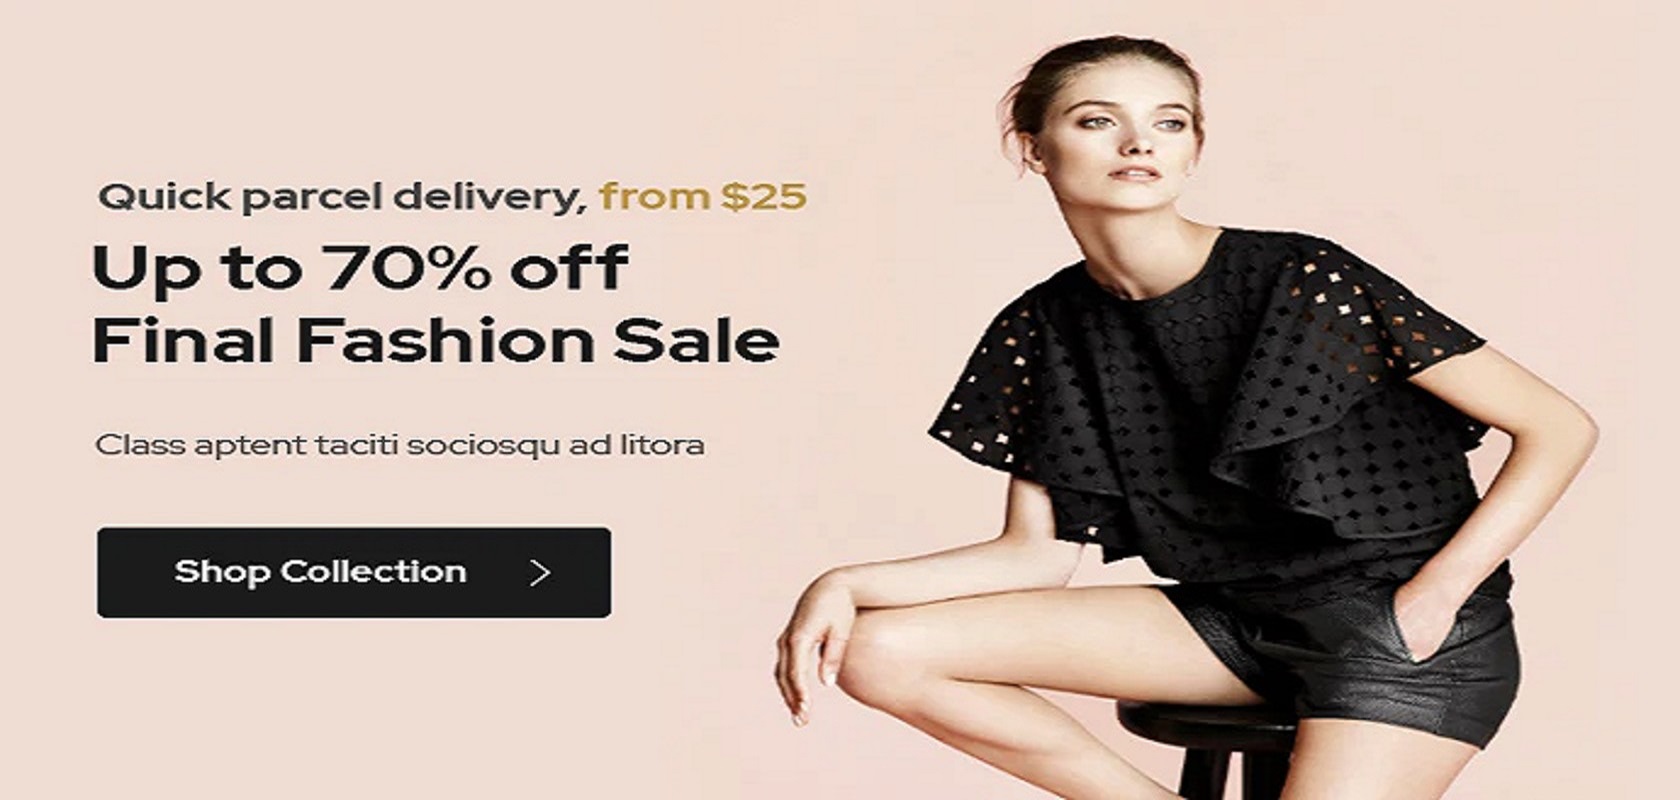 Quick parcel delivery, from $25
Up to 70% off
Final Fashion Sale
Class aptent taciti sociosqu ad litora
Shop Collection